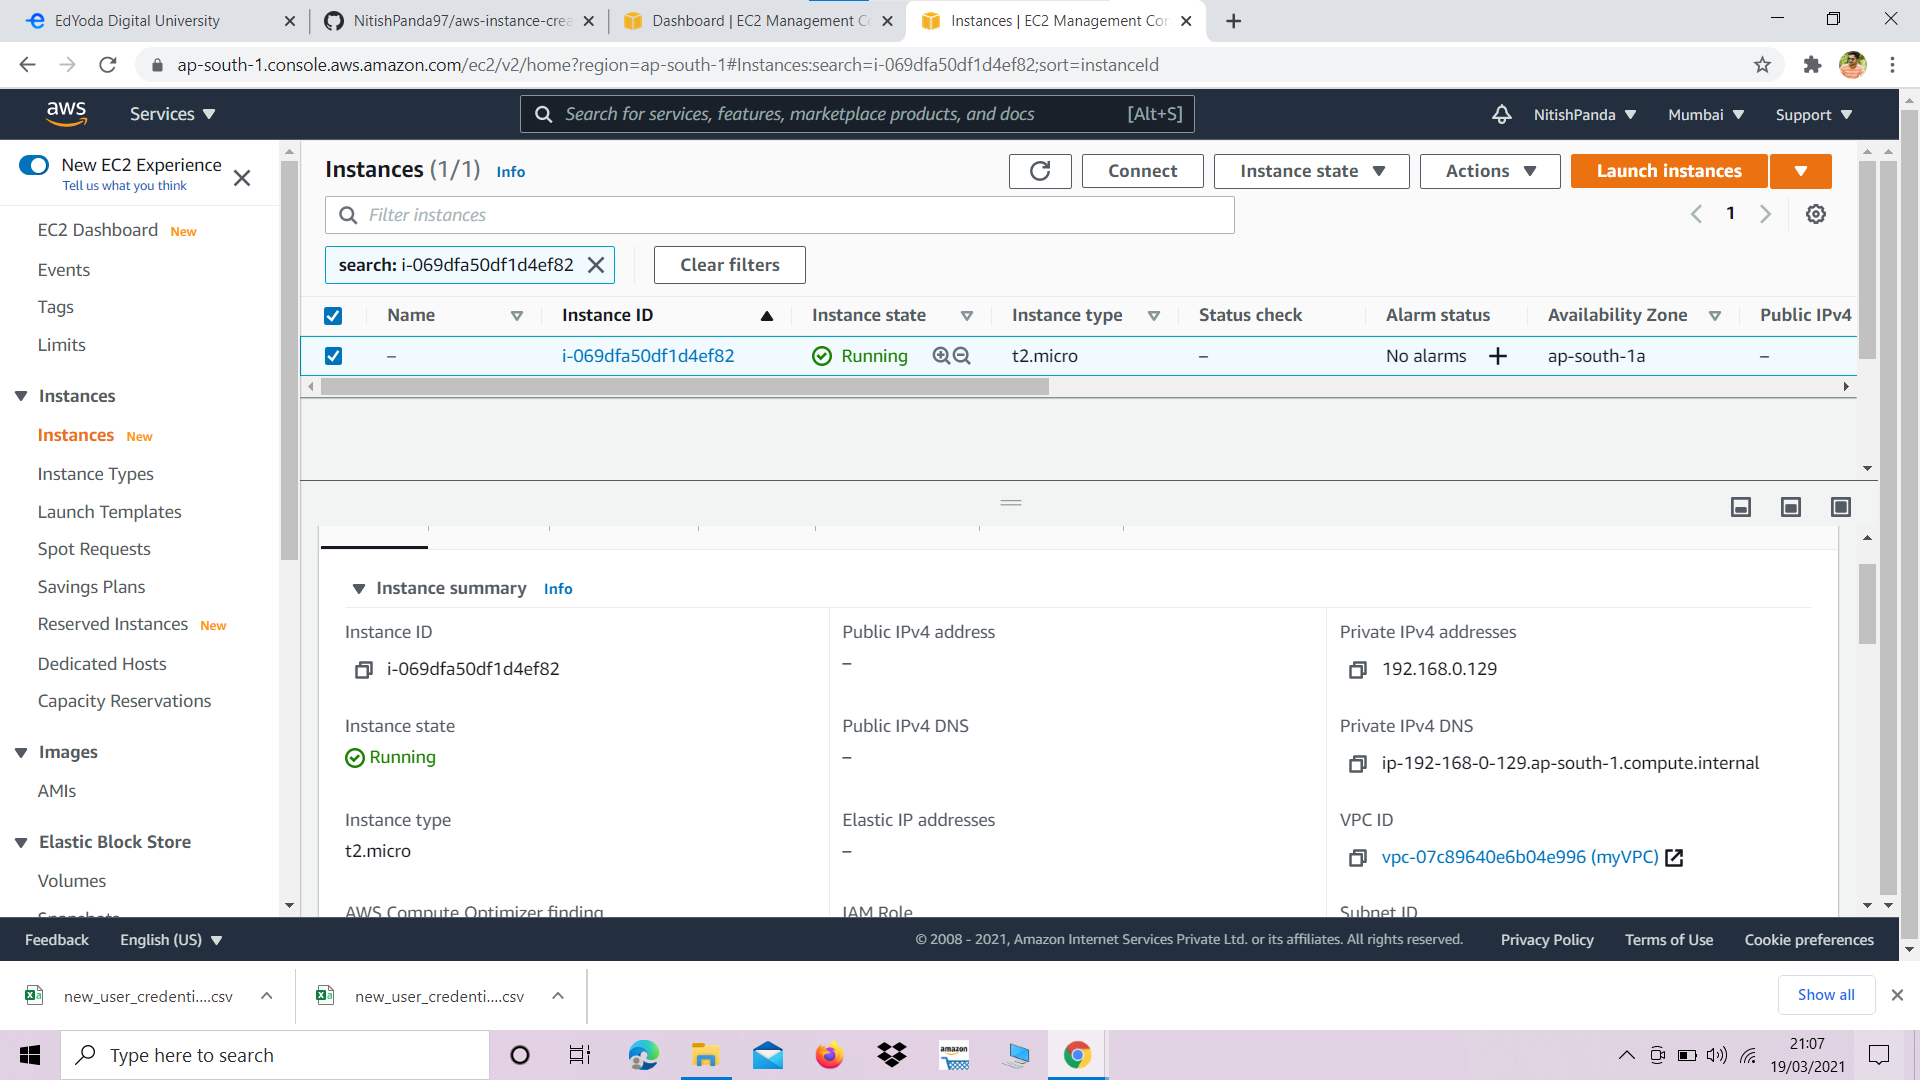 EdYoda Digital University
NitishPanda97/aws-instance-crea
Dashboard | EC2 Management Co
Instances | EC2 Management Con
ap-south-1.console.aws.amazon.com/ec2/v2/home?region=ap-south-1#Instances:search=i-069dfa50df1d4ef82;sort=instanceId
aws
Services
Search for services, features, marketplace products, and docs
[Alt+S]
NitishPanda
Mumbai
Support
New EC2 Experience
Tell us what you think
EC2 Dashboard New
Events
Tags
Limits
Instances
Instances New
Instance Types
Launch Templates
Spot Requests
Savings Plans
Reserved Instances New
Dedicated Hosts
Capacity Reservations
Images
AMIs
Elastic Block Store
Volumes
Snapshots
Instances (1/1) Info
Connect
Instance state
Actions
Launch instances
Filter instances
1
search: i-069dfa50df1d4ef82
Clear filters
Name Instance ID Instance state Instance type Status check Alarm status Availability Zone Public IPv4
– i-069dfa50df1d4ef82 Running t2.micro – No alarms + ap-south-1a –
Instance summary Info
Instance ID
i-069dfa50df1d4ef82
Public IPv4 address
–
Private IPv4 addresses
192.168.0.129
Instance state
Running
Public IPv4 DNS
–
Private IPv4 DNS
ip-192-168-0-129.ap-south-1.compute.internal
Instance type
t2.micro
Elastic IP addresses
–
VPC ID
vpc-07c89640e6b04e996 (myVPC)
AWS Compute Optimizer finding
IAM Role
Subnet ID
Feedback
English (US)
© 2008 - 2021, Amazon Internet Services Private Ltd. or its affiliates. All rights reserved.
Privacy Policy
Terms of Use
Cookie preferences
new_user_credenti....csv
new_user_credenti....csv
Show all
Type here to search
amazon
21:07
19/03/2021